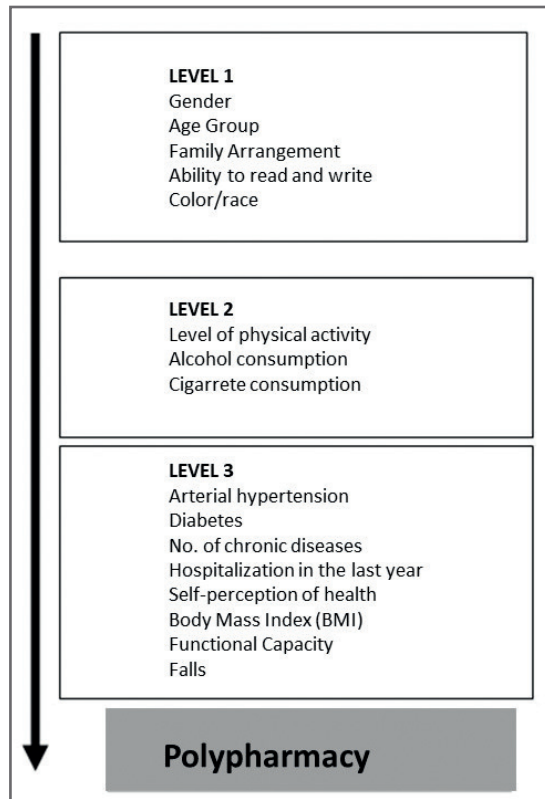 LEVEL 1
Gender
Age Group
Family Arrangement
Ability to read and write
Color/race
LEVEL 2
Level of physical activity
Alcohol consumption
Cigarrete consumption
LEVEL 3
Arterial hypertension
Diabetes
No. of chronic diseases
Hospitalization in the last year
Self-perception of health
Body Mass Index (BMI)
Functional Capacity
Falls
Polypharmacy